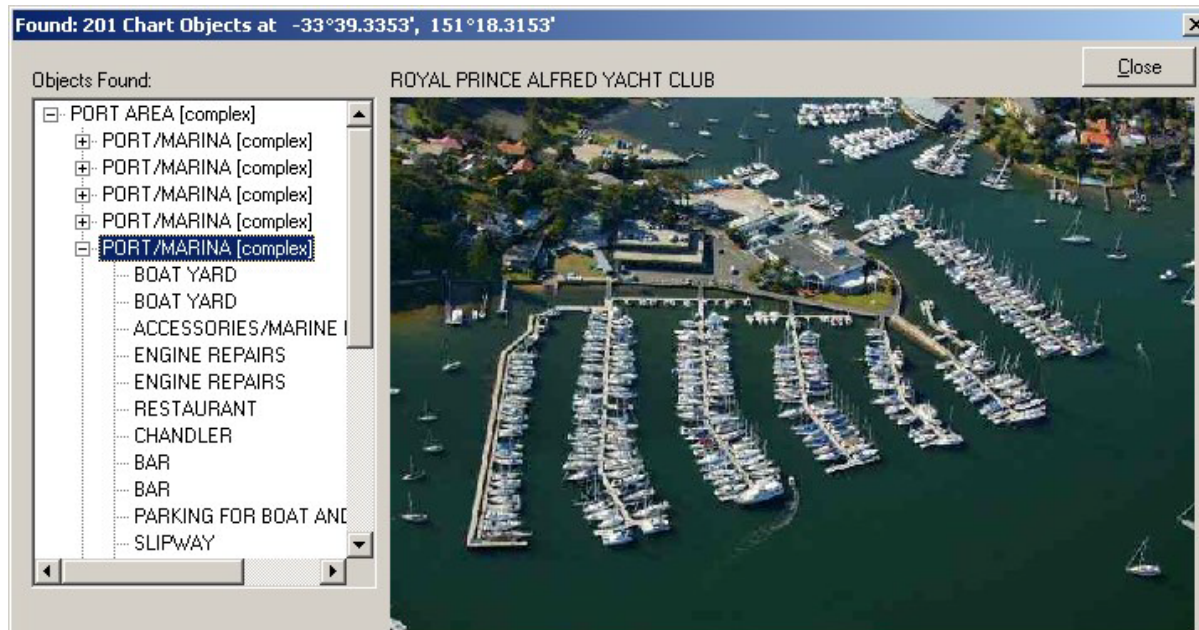 Found: 201 Chart Objects at -33°39.3353', 151°18.3153'
Close
Objects Found:
ROYAL PRINCE ALFRED YACHT CLUB
PORT AREA [complex]
PORT/MARINA [complex]
PORT/MARINA [complex]
PORT/MARINA [complex]
PORT/MARINA [complex]
PORT/MARINA [complex]
BOAT YARD
BOAT YARD
ACCESSORIES/MARINE
ENGINE REPAIRS
ENGINE REPAIRS
RESTAURANT
CHANDLER
BAR
BAR
PARKING FOR BOAT AND
SLIPWAY